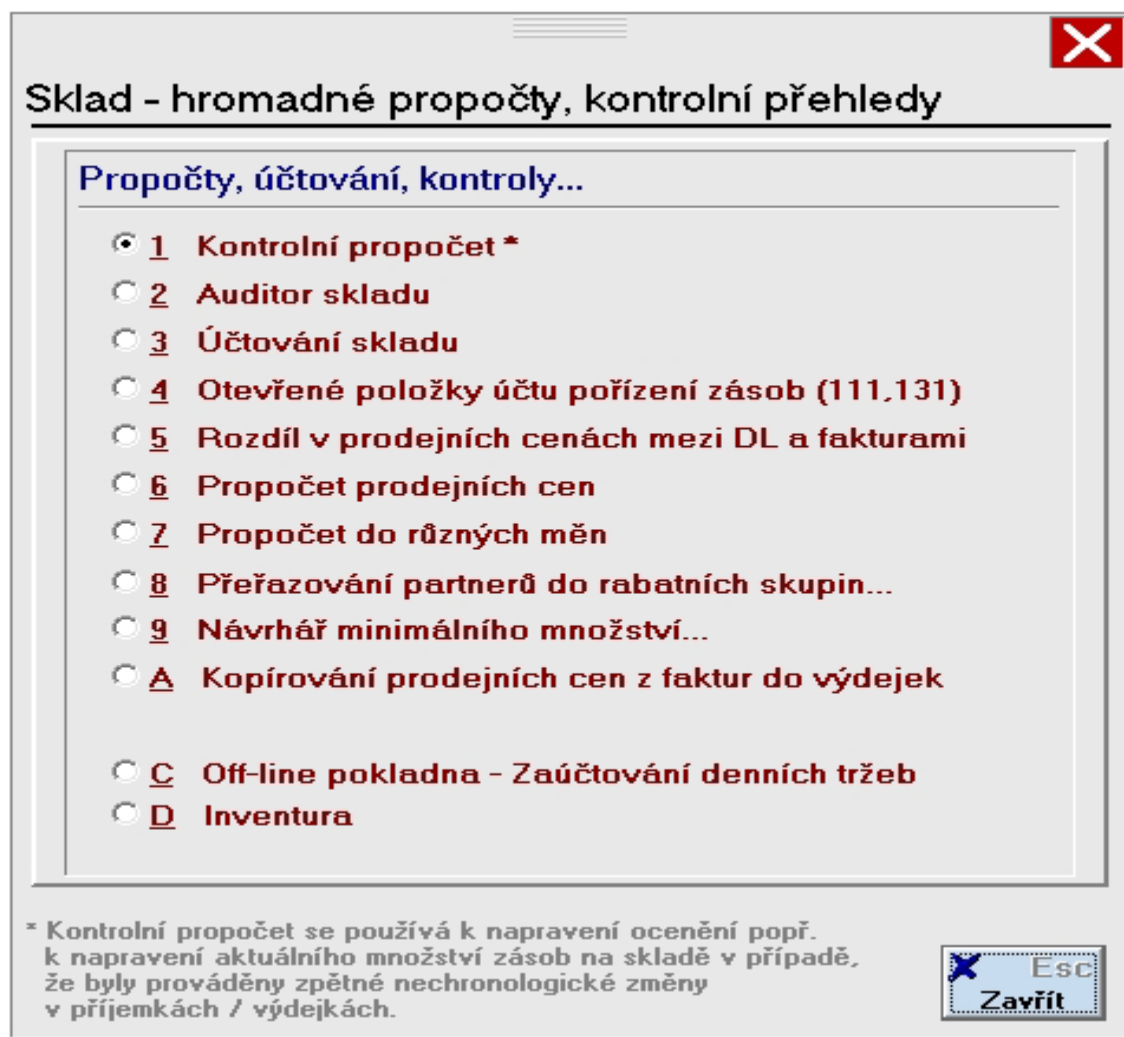 Sklad - hromadné propočty, kontrolní přehledy
Propočty, účtování, kontroly...
1 Kontrolní propočet *
2 Auditor skladu
3 Účtování skladu
4 Otevřené položky účtu pořízení zásob (111,131)
5 Rozdíl v prodejních cenách mezi DL a fakturami
6 Propočet prodejních cen
7 Propočet do různých měn
8 Přeřazování partnerů do rabatních skupin...
9 Návrhář minimálního množství...
A Kopírování prodejních cen z faktur do výdejek
C Off-line pokladna - Zaúčtování denních tržeb
D Inventura
* Kontrolní propočet se používá k napravení ocenění popř.
k napravení aktuálního množství zásob na skladě v případě,
že byly prováděny zpětné nechronologické změny
v příjemkách / výdejkách.
Esc
Zavřít